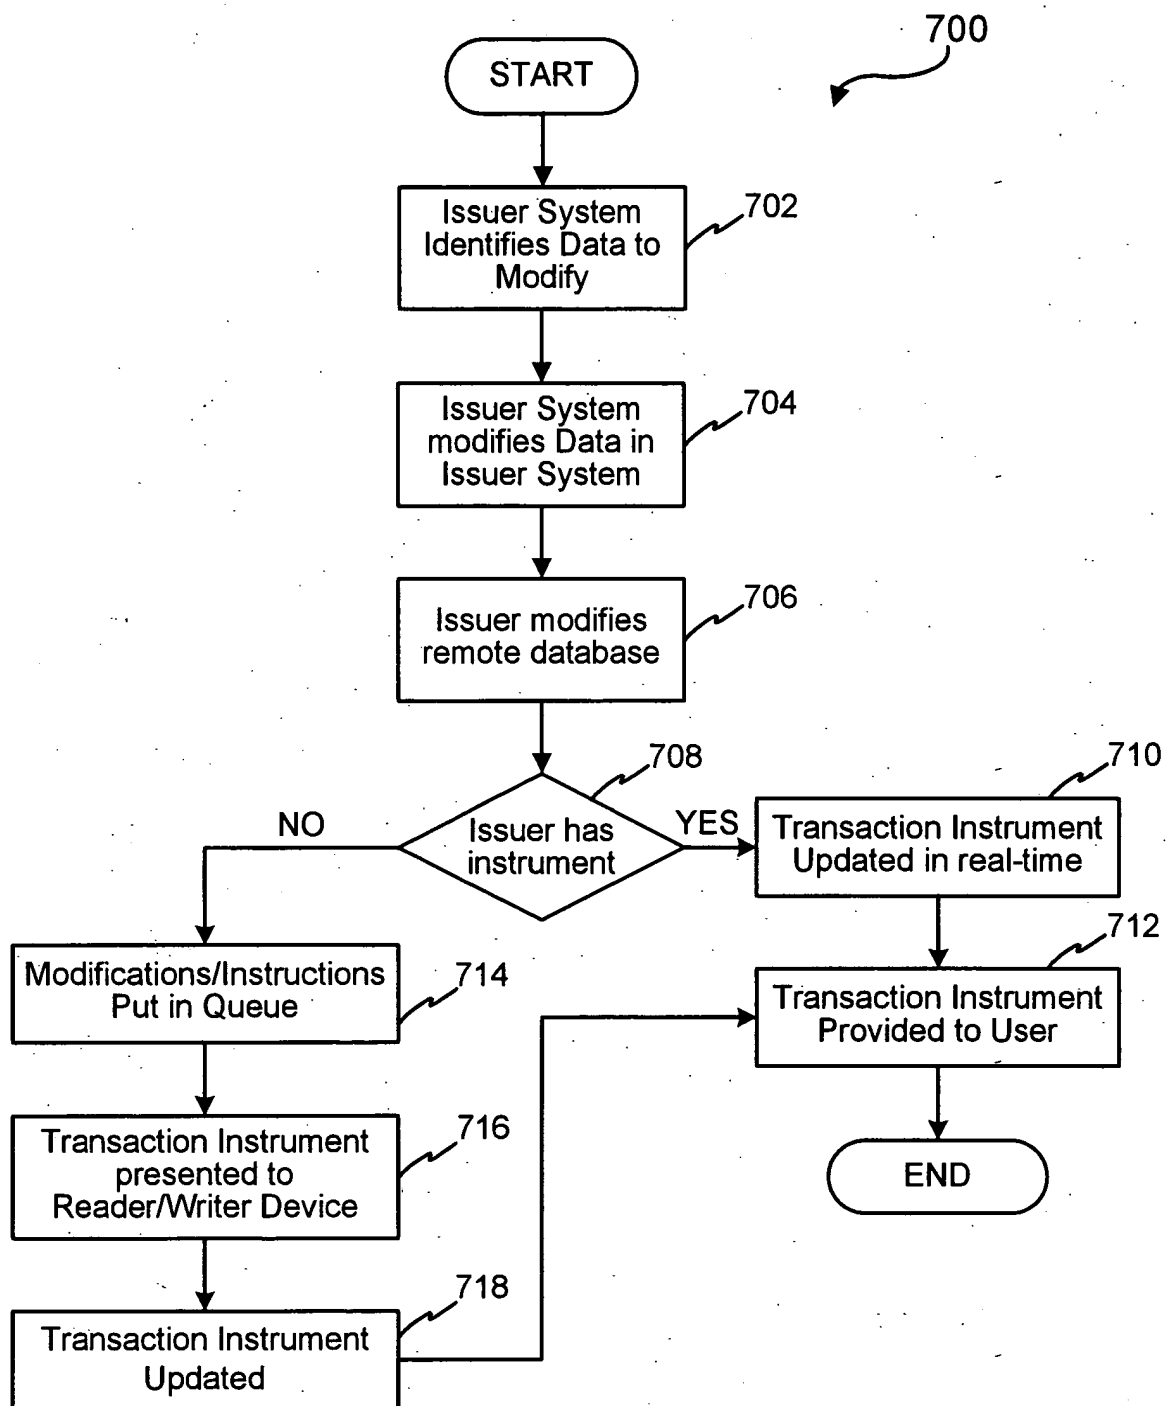 700
START
Issuer System
Identifies Data to
Modify
702
Issuer System
modifies Data in
Issuer System
704
Issuer modifies
remote database
706
708
Issuer has
instrument
NO
YES
710
Transaction Instrument
Updated in real-time
712
Transaction Instrument
Provided to User
END
Modifications/Instructions
Put in Queue
714
Transaction Instrument
presented to
Reader/Writer Device
716
Transaction Instrument
Updated
718